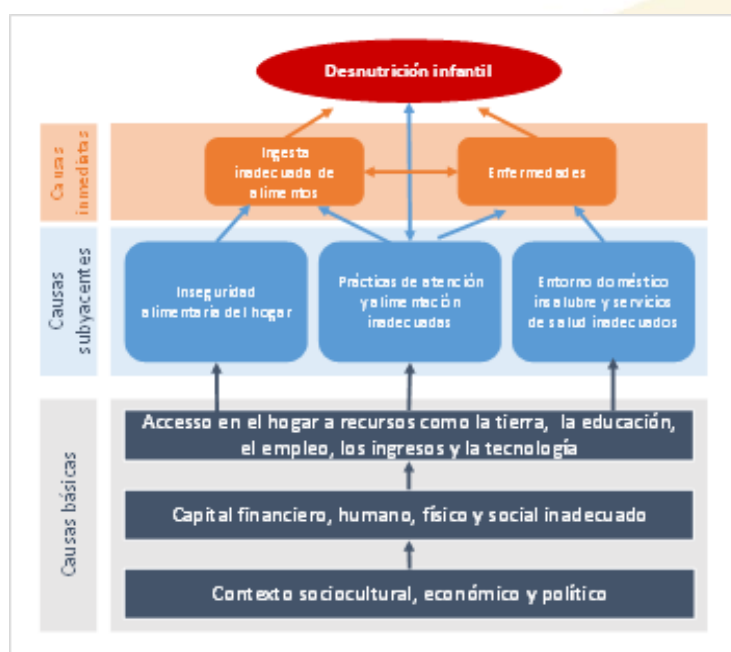 Desnutrición infantil
Causas
inmediatas
Ingesta
inadecuada de
alimentos
Enfermedades
Causas
subyacentes
Inseguridad
alimentaria del hogar
Prácticas de atención
y alimentación
inadecuadas
Entorno doméstico
insalubre y servicios
de salud inadecuados
Causas básicas
Accesso en el hogar a recursos como la tierra, la educación,
el empleo, los ingresos y la tecnología
Capital financiero, humano, físico y social inadecuado
Contexto sociocultural, económico y político